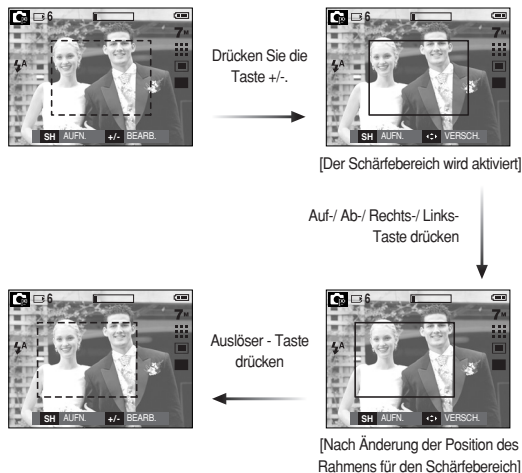 6
7M
A
SH AUFN. +/- BEARB.
Drücken Sie die
Taste +/-.
6
7M
A
SH AUFN. VERSCH.
[Der Schärfebereich wird aktiviert]
Auf-/ Ab-/ Rechts-/ Links-
Taste drücken
6
7M
A
SH AUFN. +/- BEARB.
Auslöser - Taste
drücken
6
7M
A
SH AUFN. VERSCH.
[Nach Änderung der Position des
Rahmens für den Schärfebereich]